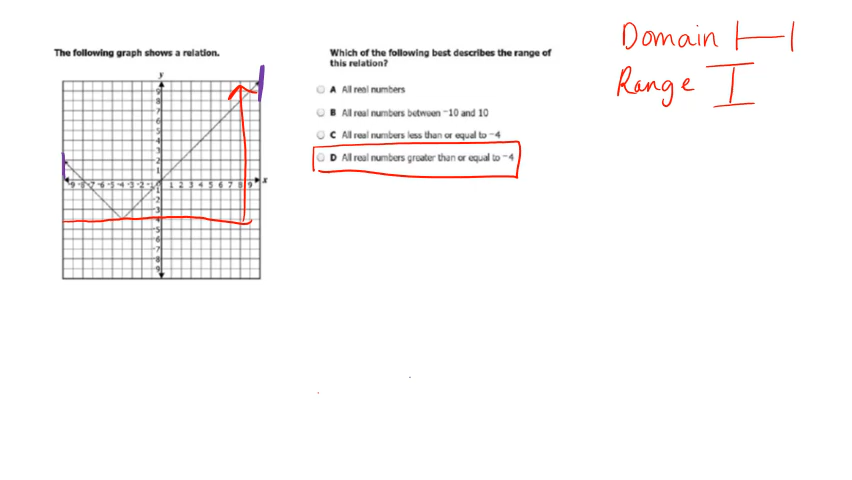 The following graph shows a relation.
y
x
Which of the following best describes the range of
this relation?
A All real numbers
B All real numbers between −10 and 10
C All real numbers less than or equal to −4
D All real numbers greater than or equal to −4
Domain
Range